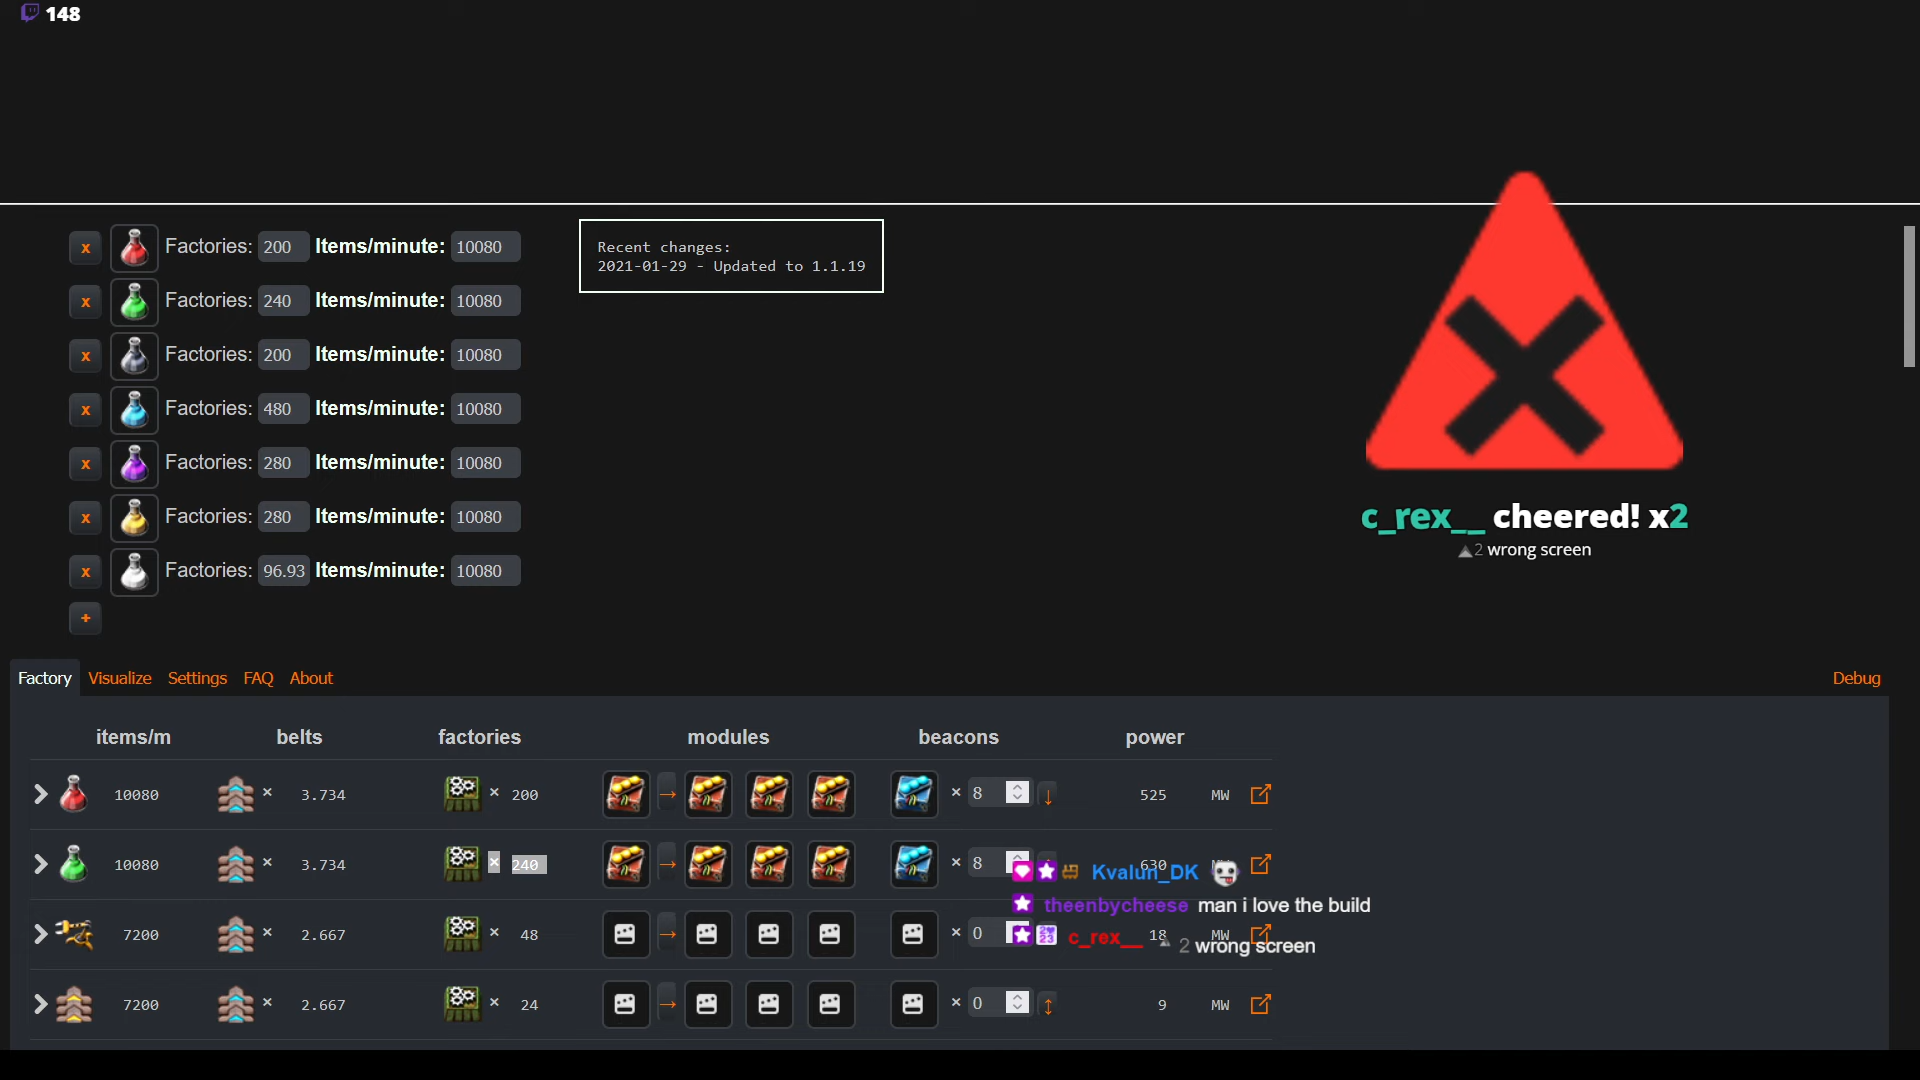 148
x Factories: 200 Items/minute: 10080
x Factories: 240 Items/minute: 10080
x Factories: 200 Items/minute: 10080
x Factories: 480 Items/minute: 10080
x Factories: 280 Items/minute: 10080
x Factories: 280 Items/minute: 10080
x Factories: 96.93 Items/minute: 10080
+
Recent changes:
2021-01-29 - Updated to 1.1.19
c_rex__ cheered! x2
2 wrong screen
Factory Visualize Settings FAQ About Debug
items/m belts factories modules beacons power
10080 × 3.734 × 200 → × 8 ↓ 525 MW
10080 × 3.734 × 240 → × 8 630 MW
Kvalun_DK
theenbycheese man i love the build
7200 × 2.667 × 48 → × 0 18 MW
c_rex__ 2 wrong screen
7200 × 2.667 × 24 → × 0 ↕ 9 MW